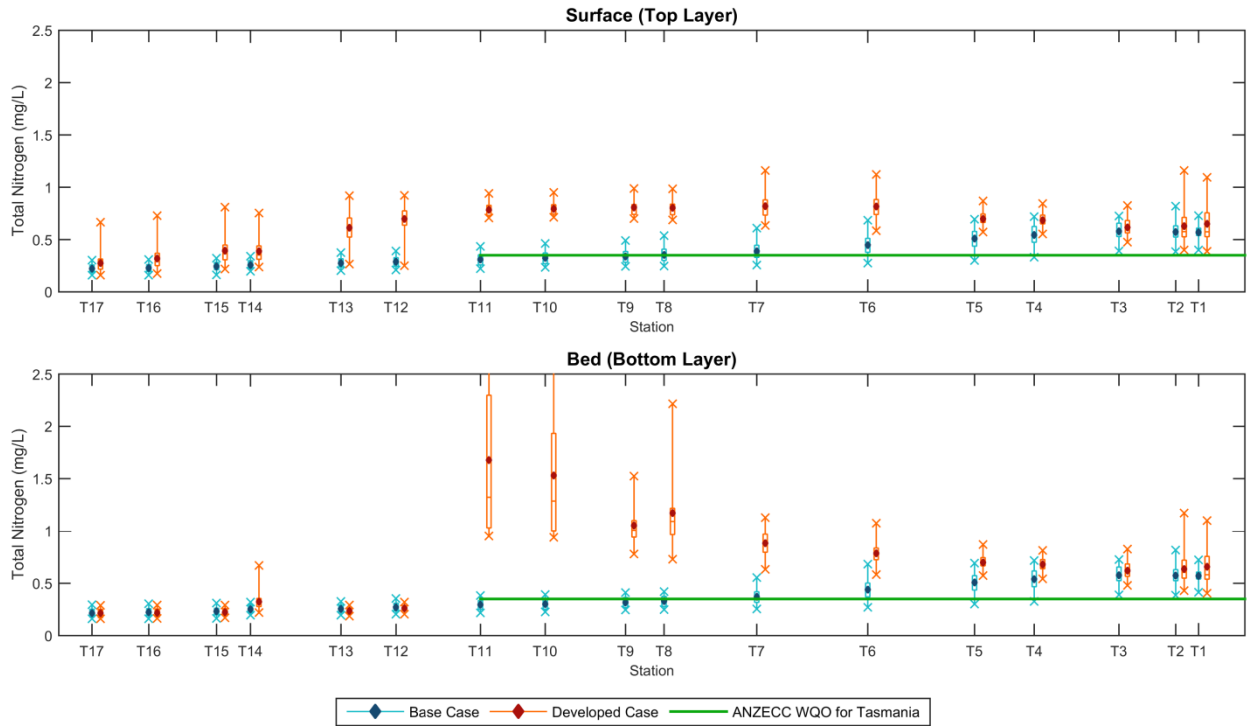 Surface (Top Layer)
2.5
2
1.5
1
0.5
0
Total Nitrogen (mg/L)
T17 T16 T15 T14 T13 T12 T11 T10 T9 T8 T7 T6 T5 T4 T3 T2 T1
Station
Bed (Bottom Layer)
2.5
2
1.5
1
0.5
0
Total Nitrogen (mg/L)
T17 T16 T15 T14 T13 T12 T11 T10 T9 T8 T7 T6 T5 T4 T3 T2 T1
Station
Base Case Developed Case ANZECC WQO for Tasmania